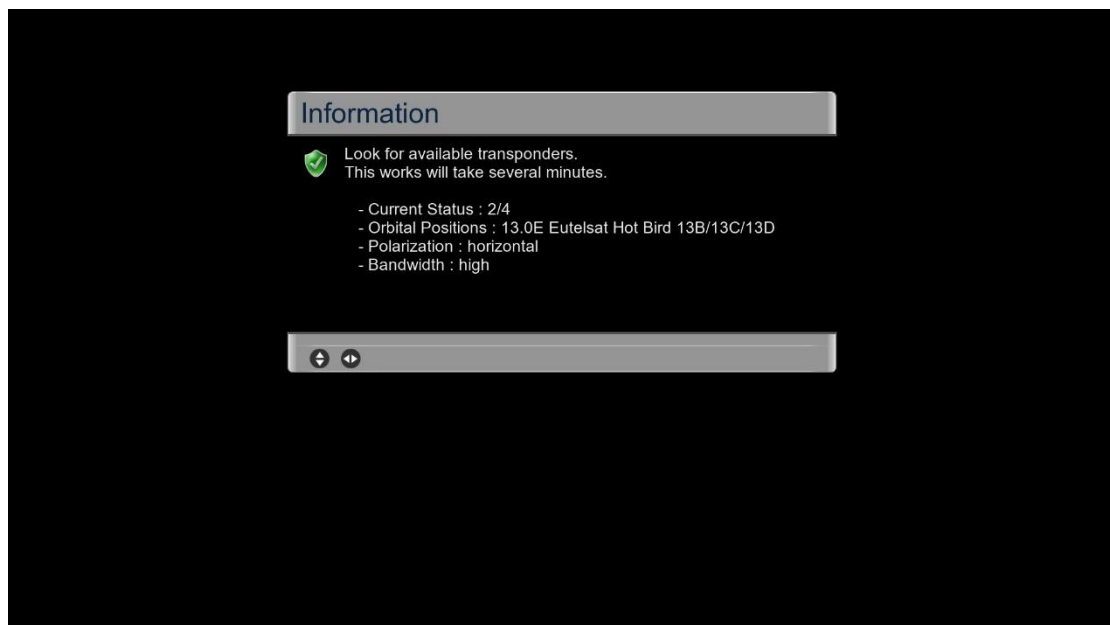 Information
Look for available transponders.
This works will take several minutes.
- Current Status : 2/4
- Orbital Positions : 13.0E Eutelsat Hot Bird 13B/13C/13D
- Polarization : horizontal
- Bandwidth : high